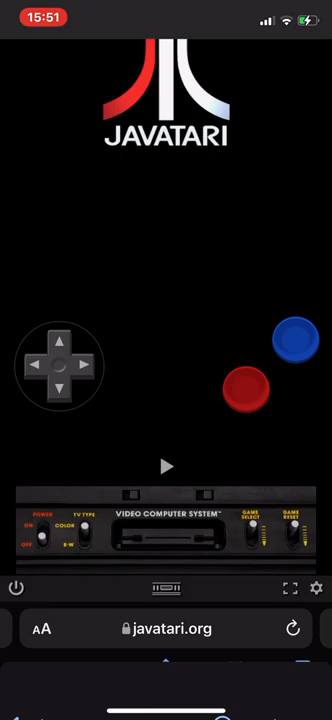 15:51
JAVATARI
POWER
TV TYPE
VIDEO COMPUTER SYSTEM™
GAME SELECT
GAME RESET
ON
COLOR
OFF
B-W
AA
javatari.org